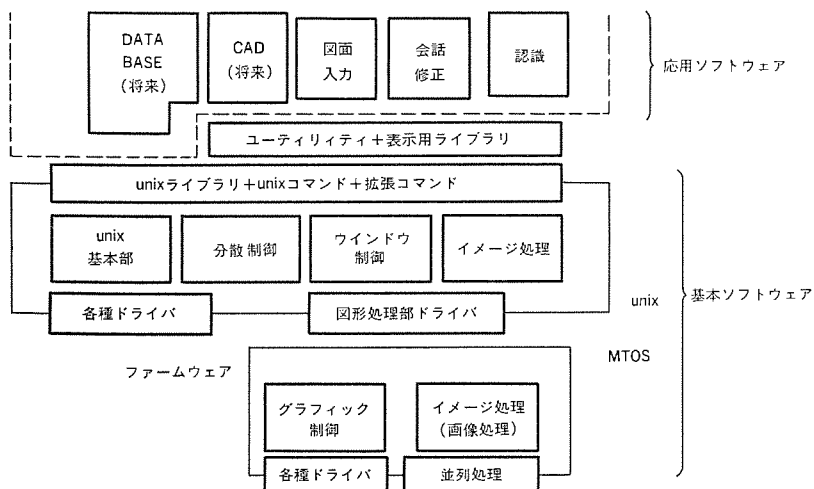 DATA
BASE
(将来)
CAD
(将来)
図面
入力
会話
修正
認識
応用ソフトウェア
ユーティリィティ+表示用ライブラリ
unixライブラリ+unixコマンド+拡張コマンド
unix
基本部
分散制御
ウインドウ
制御
イメージ処理
各種ドライバ
図形処理部ドライバ
unix
基本ソフトウェア
ファームウェア
MTOS
グラフィック
制御
イメージ処理
(画像処理)
各種ドライバ
並列処理